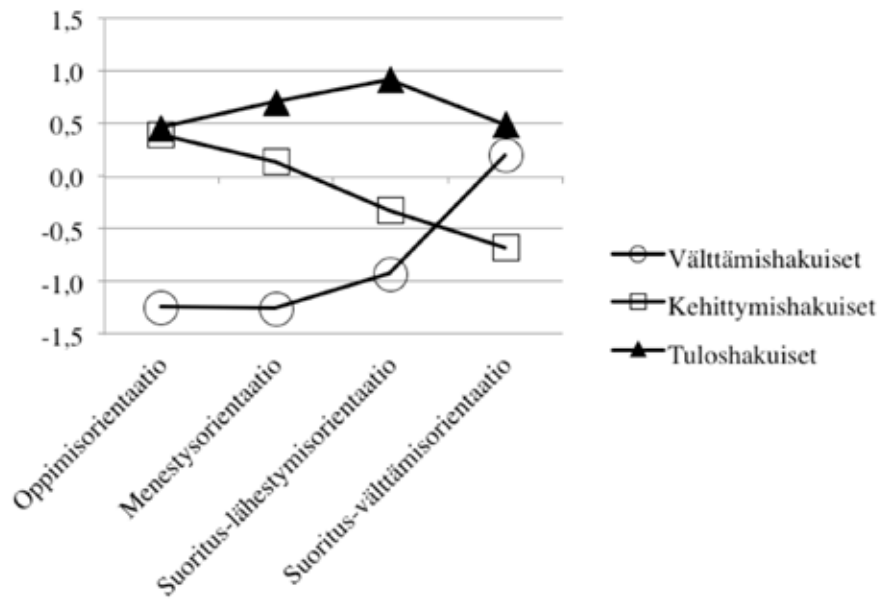 1,5
1,0
0,5
0,0
-0,5
-1,0
-1,5
Oppimisorientaatio
Menestysorientaatio
Suoritus-lähestymisorientaatio
Suoritus-välttämisorientaatio
Välttämishakuiset
Kehittymishakuiset
Tuloshakuiset